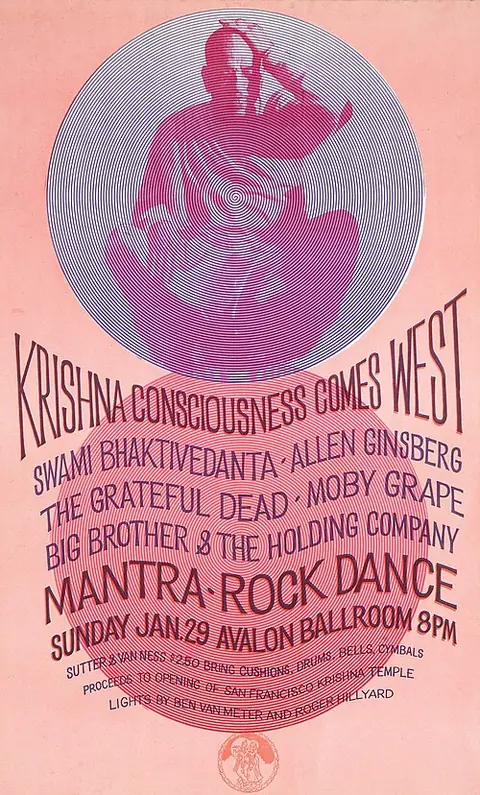 KRISHNA CONSCIOUSNESS COMES WEST
SWAMI BHAKTIVEDANTA · ALLEN GINSBERG
THE GRATEFUL DEAD · MOBY GRAPE
BIG BROTHER & THE HOLDING COMPANY
MANTRA · ROCK DANCE
SUNDAY JAN. 29 AVALON BALLROOM 8PM
SUTTER & VAN NESS $2.50 BRING CUSHIONS, DRUMS, BELLS, CYMBALS
PROCEEDS TO OPENING OF SAN FRANCISCO KRISHNA TEMPLE
LIGHTS BY BEN VAN METER AND ROGER HILLYARD